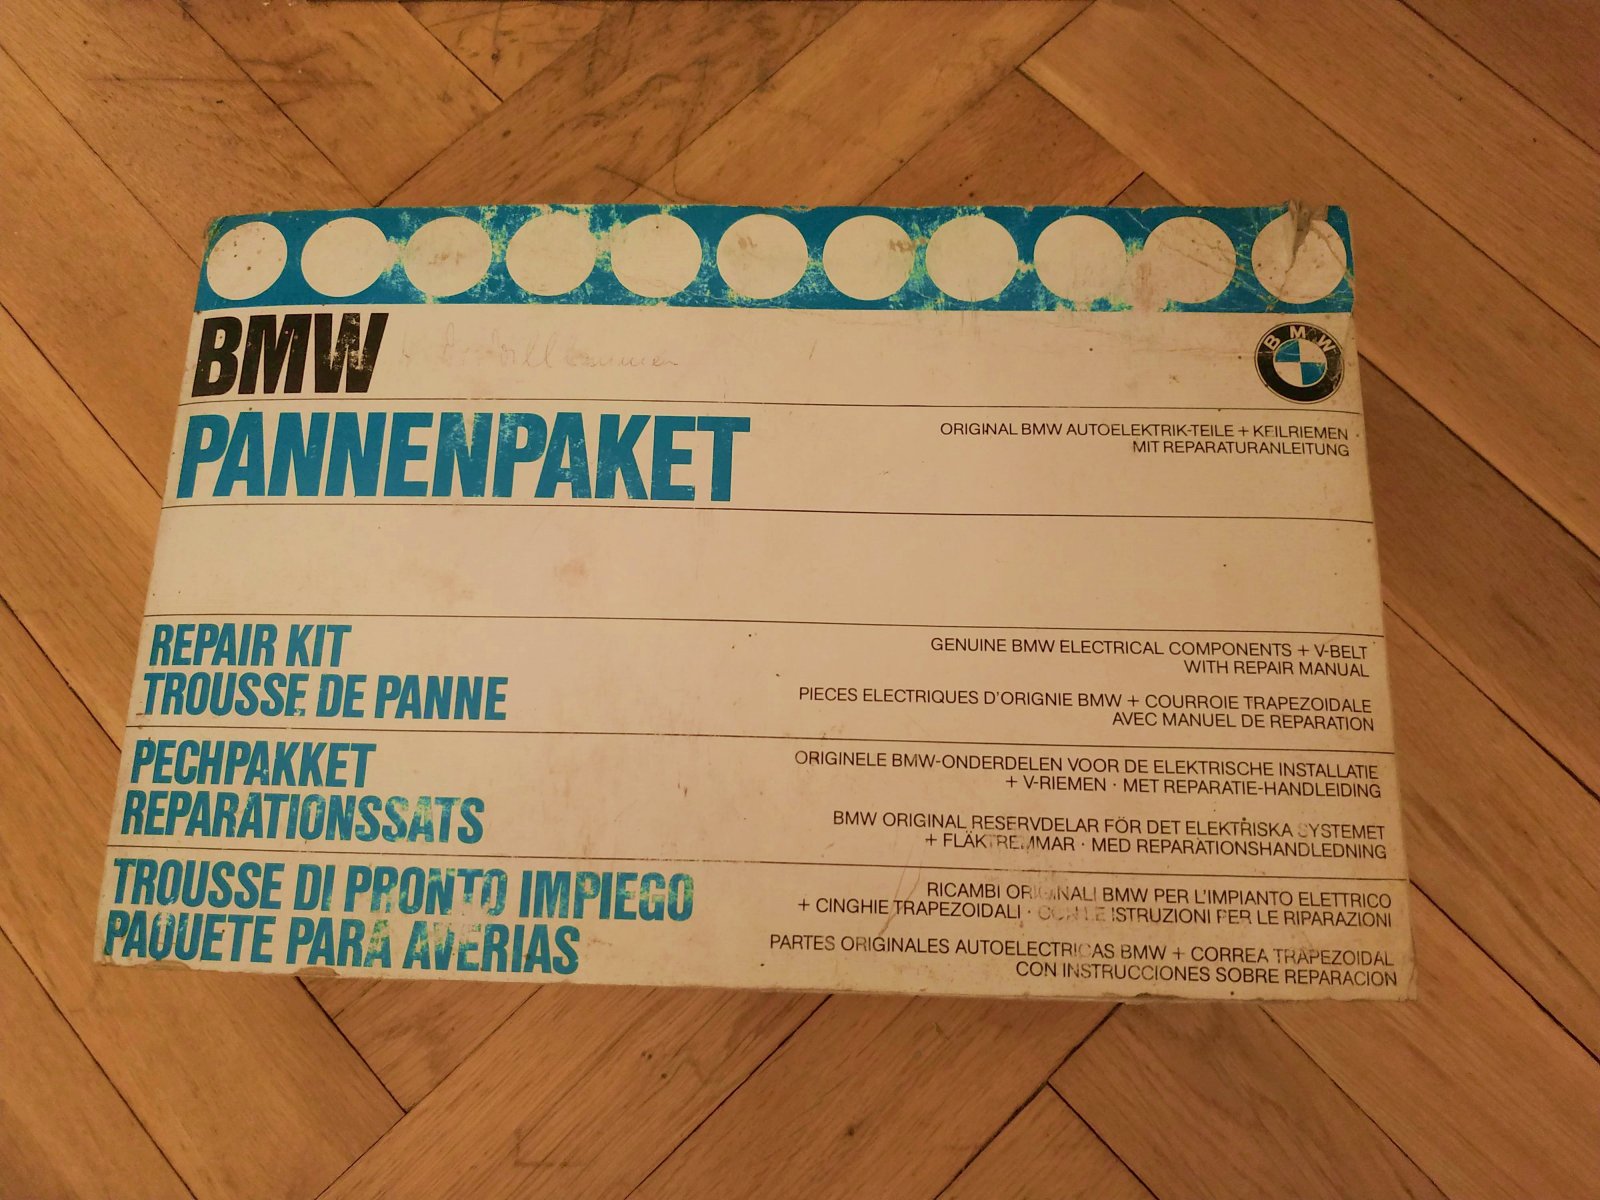 BMW
BMW
PANNENPAKET
ORIGINAL BMW AUTOELEKTRIK-TEILE + KEILRIEMEN
MIT REPARATURANLEITUNG
REPAIR KIT
GENUINE BMW ELECTRICAL COMPONENTS + V-BELT
WITH REPAIR MANUAL
TROUSSE DE PANNE
PIECES ELECTRIQUES D'ORIGNIE BMW + COURROIE TRAPEZOIDALE
AVEC MANUEL DE REPARATION
PECHPAKKET
ORIGINELE BMW-ONDERDELEN VOOR DE ELEKTRISCHE INSTALLATIE
+ V-RIEMEN · MET REPARATIE-HANDLEIDING
REPARATIONSSATS
BMW ORIGINAL RESERVDELAR FÖR DET ELEKTRISKA SYSTEMET
+ FLÄKTREMMAR · MED REPARATIONSHANDLEDNING
TROUSSE DI PRONTO IMPIEGO
RICAMBI ORIGINALI BMW PER L'IMPIANTO ELETTRICO
+ CINGHIE TRAPEZOIDALI · CON LE ISTRUZIONI PER LE RIPARAZIONI
PAQUETE PARA AVERIAS
PARTES ORIGINALES AUTOELECTRICAS BMW + CORREA TRAPEZOIDAL
CON INSTRUCCIONES SOBRE REPARACION